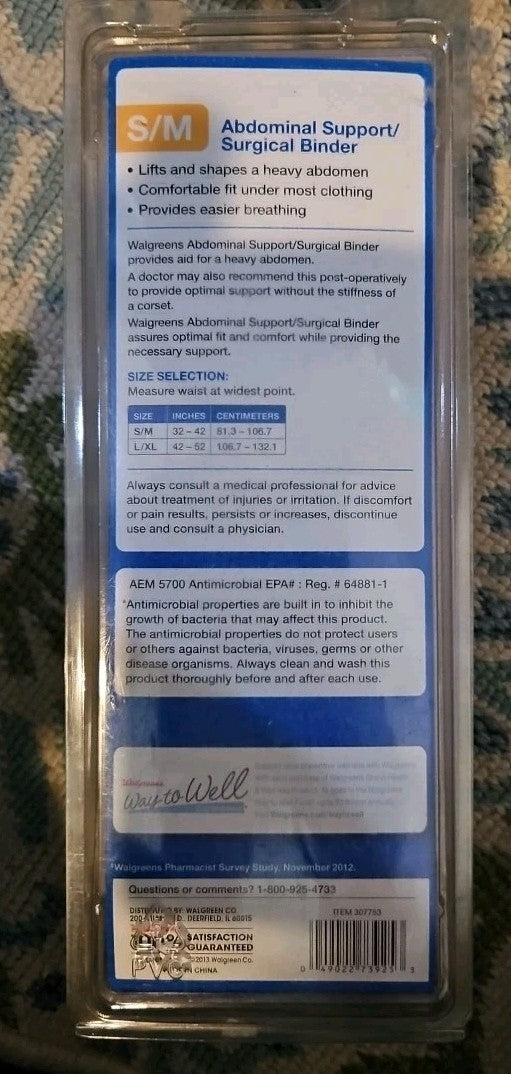 S/M
Abdominal Support/
Surgical Binder
• Lifts and shapes a heavy abdomen
• Comfortable fit under most clothing
• Provides easier breathing
Walgreens Abdominal Support/Surgical Binder
provides aid for a heavy abdomen.
A doctor may also recommend this post-operatively
to provide optimal support without the stiffness of
a corset.
Walgreens Abdominal Support/Surgical Binder
assures optimal fit and comfort while providing the
necessary support.
SIZE SELECTION:
Measure waist at widest point.
SIZE INCHES CENTIMETERS
S/M 32 – 42 81.3 – 106.7
L/XL 42 – 52 106.7 – 132.1
Always consult a medical professional for advice
about treatment of injuries or irritation. If discomfort
or pain results, persists or increases, discontinue
use and consult a physician.
AEM 5700 Antimicrobial EPA# : Reg. # 64881-1
*Antimicrobial properties are built in to inhibit the
growth of bacteria that may affect this product.
The antimicrobial properties do not protect users
or others against bacteria, viruses, germs or other
disease organisms. Always clean and wash this
product thoroughly before and after each use.
Walgreens
Way to Well
Walgreens Pharmacist Survey Study, November 2012.
Questions or comments? 1-800-925-4733
DISTRIBUTED BY: WALGREEN CO.
DEERFIELD, IL 60015
ITEM 307753
100%
SATISFACTION
GUARANTEED
©2013 Walgreen Co.
IN CHINA
PVC
0 49022 73925 3